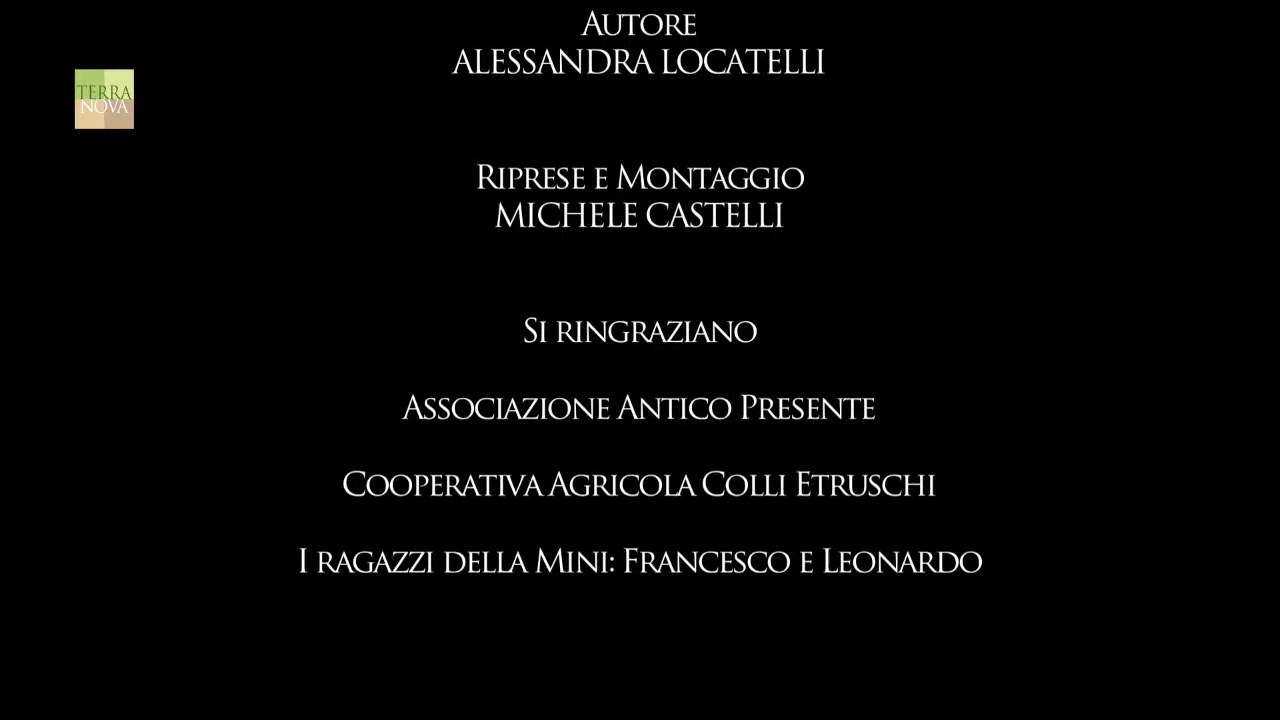 Autore
ALESSANDRA LOCATELLI
TERRA
NOVA
Riprese e Montaggio
MICHELE CASTELLI
Si ringraziano
Associazione Antico Presente
Cooperativa Agricola Colli Etruschi
I ragazzi della Mini: Francesco e Leonardo